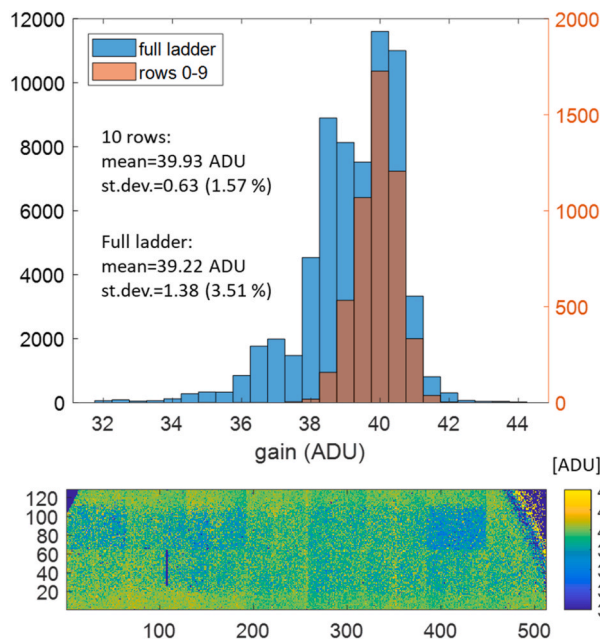 12000
10000
8000
6000
4000
2000
0
2000
1500
1000
500
0
full ladder
rows 0-9
10 rows:
mean=39.93 ADU
st.dev.=0.63 (1.57 %)
Full ladder:
mean=39.22 ADU
st.dev.=1.38 (3.51 %)
32 34 36 38 40 42 44
gain (ADU)
[ADU]
120
100
80
60
40
20
100 200 300 400 500